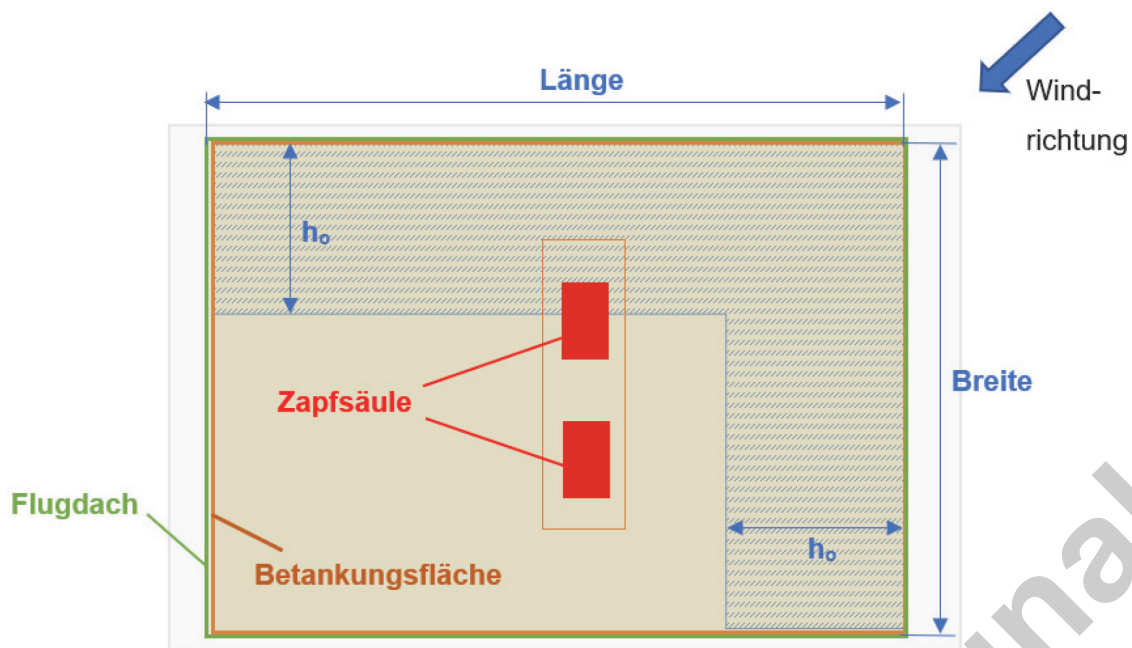 Länge
Wind-
richtung
hₒ
Breite
Zapfsäule
Flugdach
hₒ
Betankungsfläche